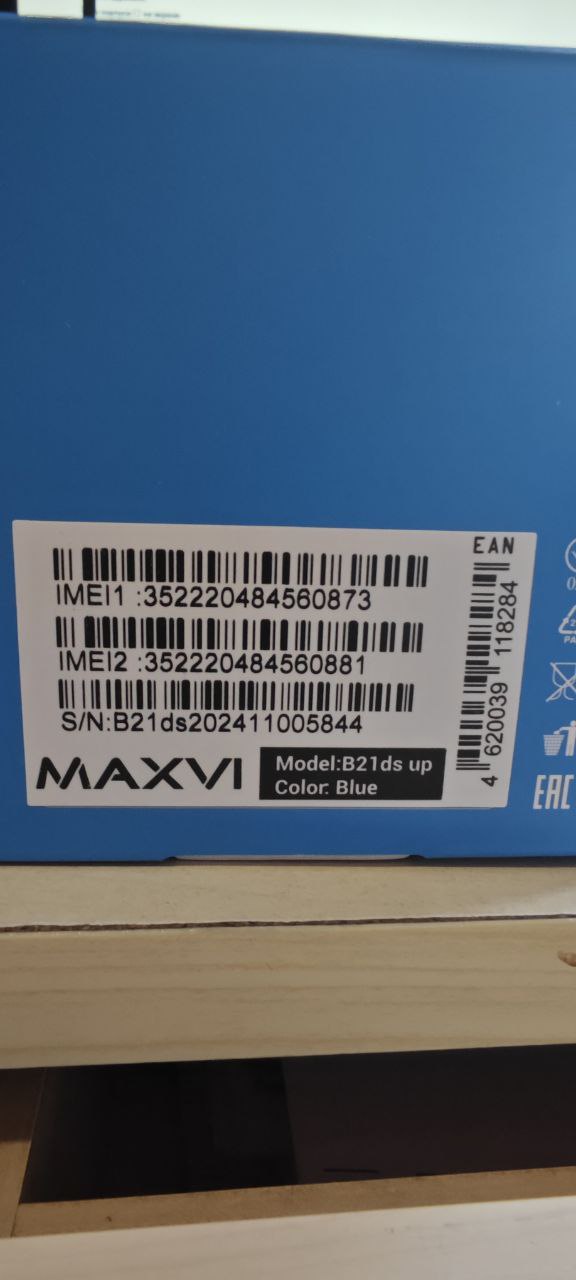 EAN
IMEI1 :352220484560873
IMEI2 :352220484560881
S/N:B21ds202411005844
MAXVI
Model:B21ds up
Color: Blue
4 620039 118284
EAC